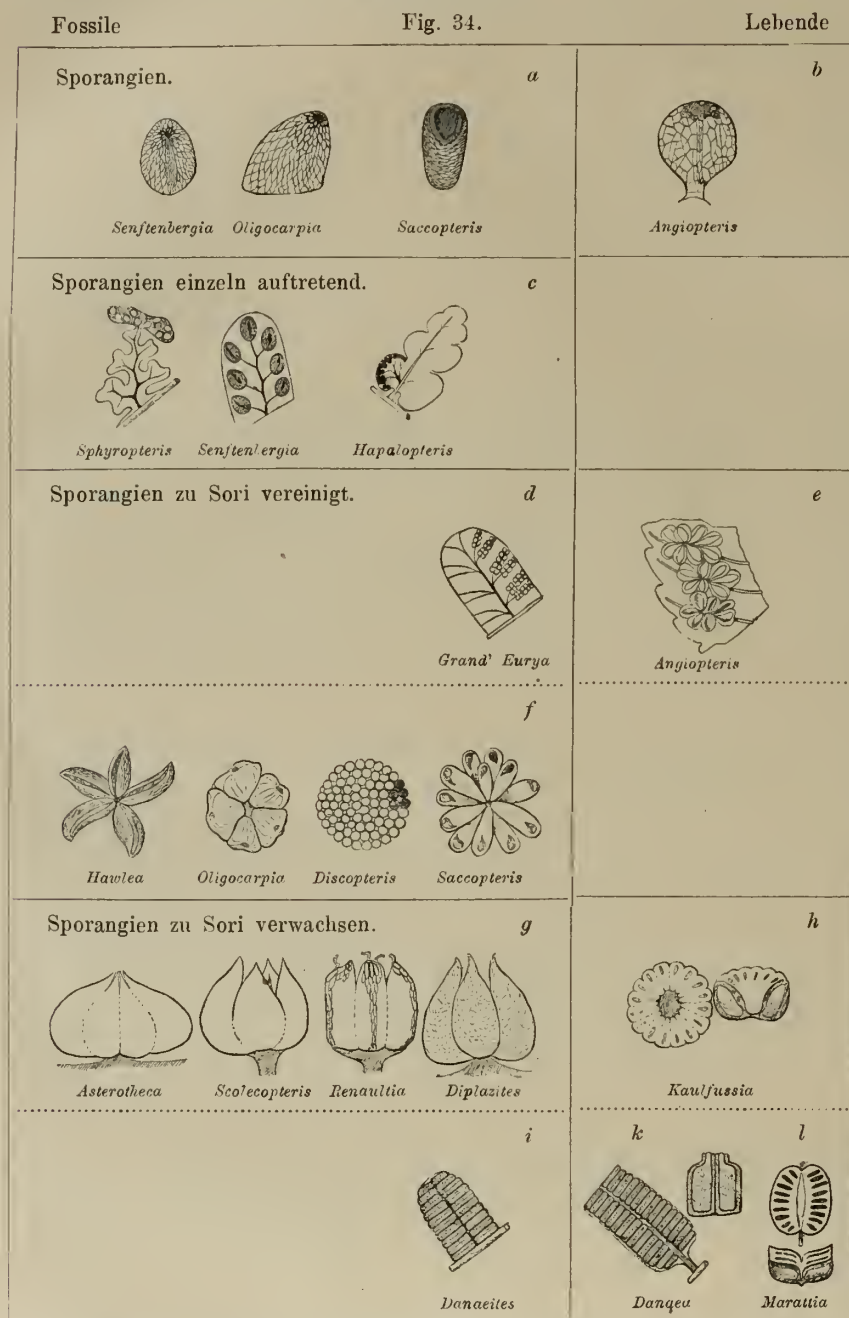 Fossile Fig. 34. Lebende
Sporangien. a b
Senftenbergia Oligocarpia Saccopteris Angiopteris
Sporangien einzeln auftretend. c
Sphyropteris Senftenbergia Hapalopteris
Sporangien zu Sori vereinigt. d e
Grand' Eurya Angiopteris
f
Hawlea Oligocarpia Discopteris Saccopteris
Sporangien zu Sori verwachsen. g h
Asterotheca Scolecopteris Renaultia Diplazites Kaulfussia
i k l
Danaeites Danaea Marattia